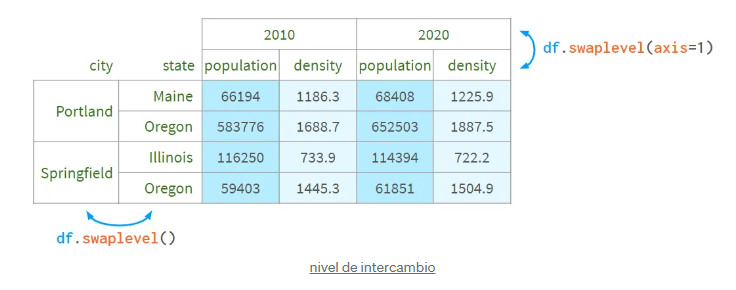 2010 2020
df.swaplevel(axis=1)
city state population density population density
Portland
Maine 66194 1186.3 68408 1225.9
Oregon 583776 1688.7 652503 1887.5
Springfield
Illinois 116250 733.9 114394 722.2
Oregon 59403 1445.3 61851 1504.9
df.swaplevel()
nivel de intercambio